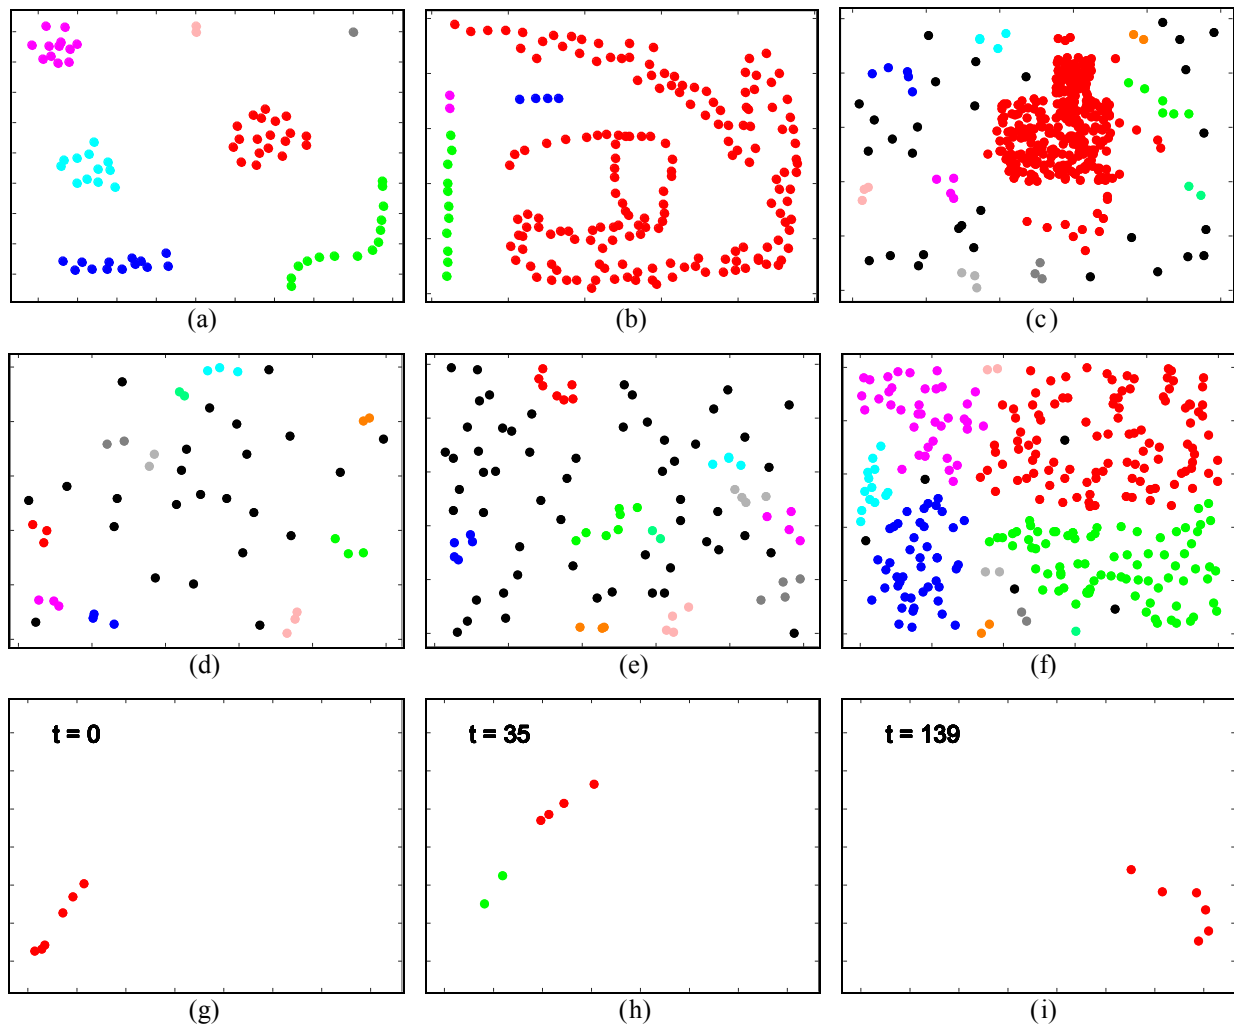 (a) (b) (c)
(d) (e) (f)
t = 0 t = 35 t = 139
(g) (h) (i)